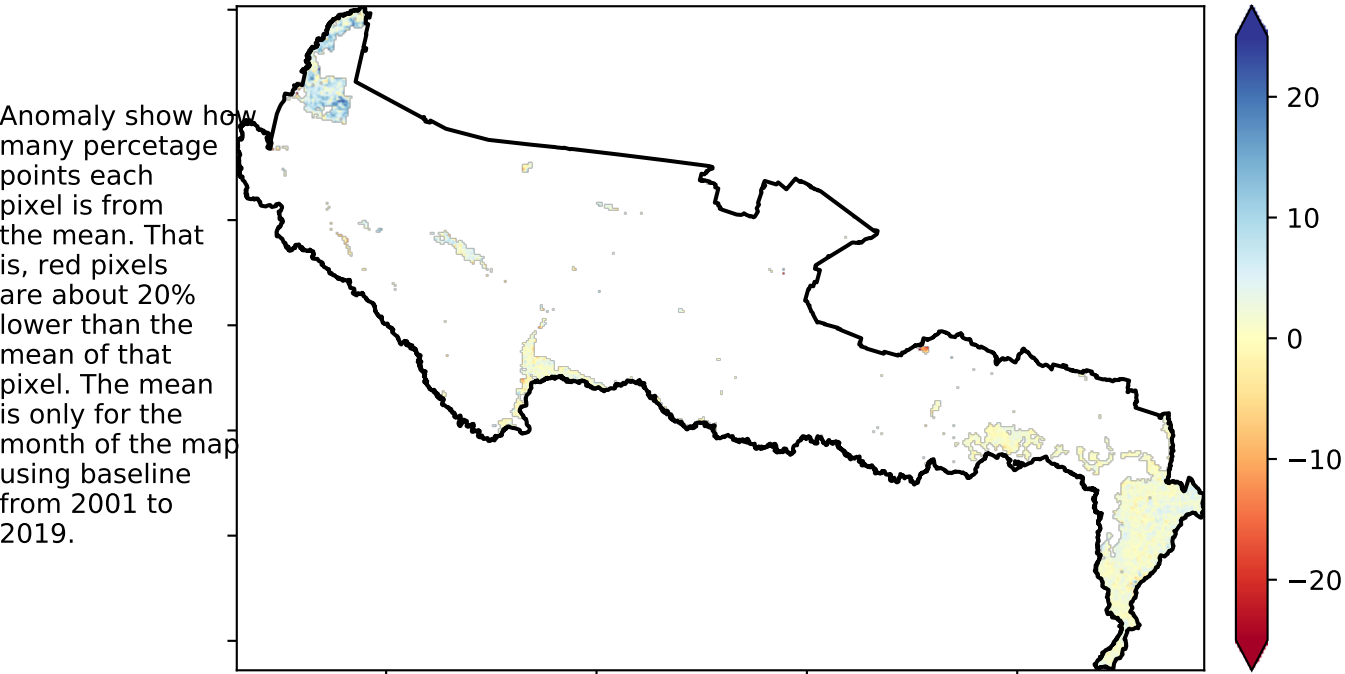 Anomaly show how
many percetage
points each
pixel is from
the mean. That
is, red pixels
are about 20%
lower than the
mean of that
pixel. The mean
is only for the
month of the map
using baseline
from 2001 to
2019.
20
10
0
−10
−20